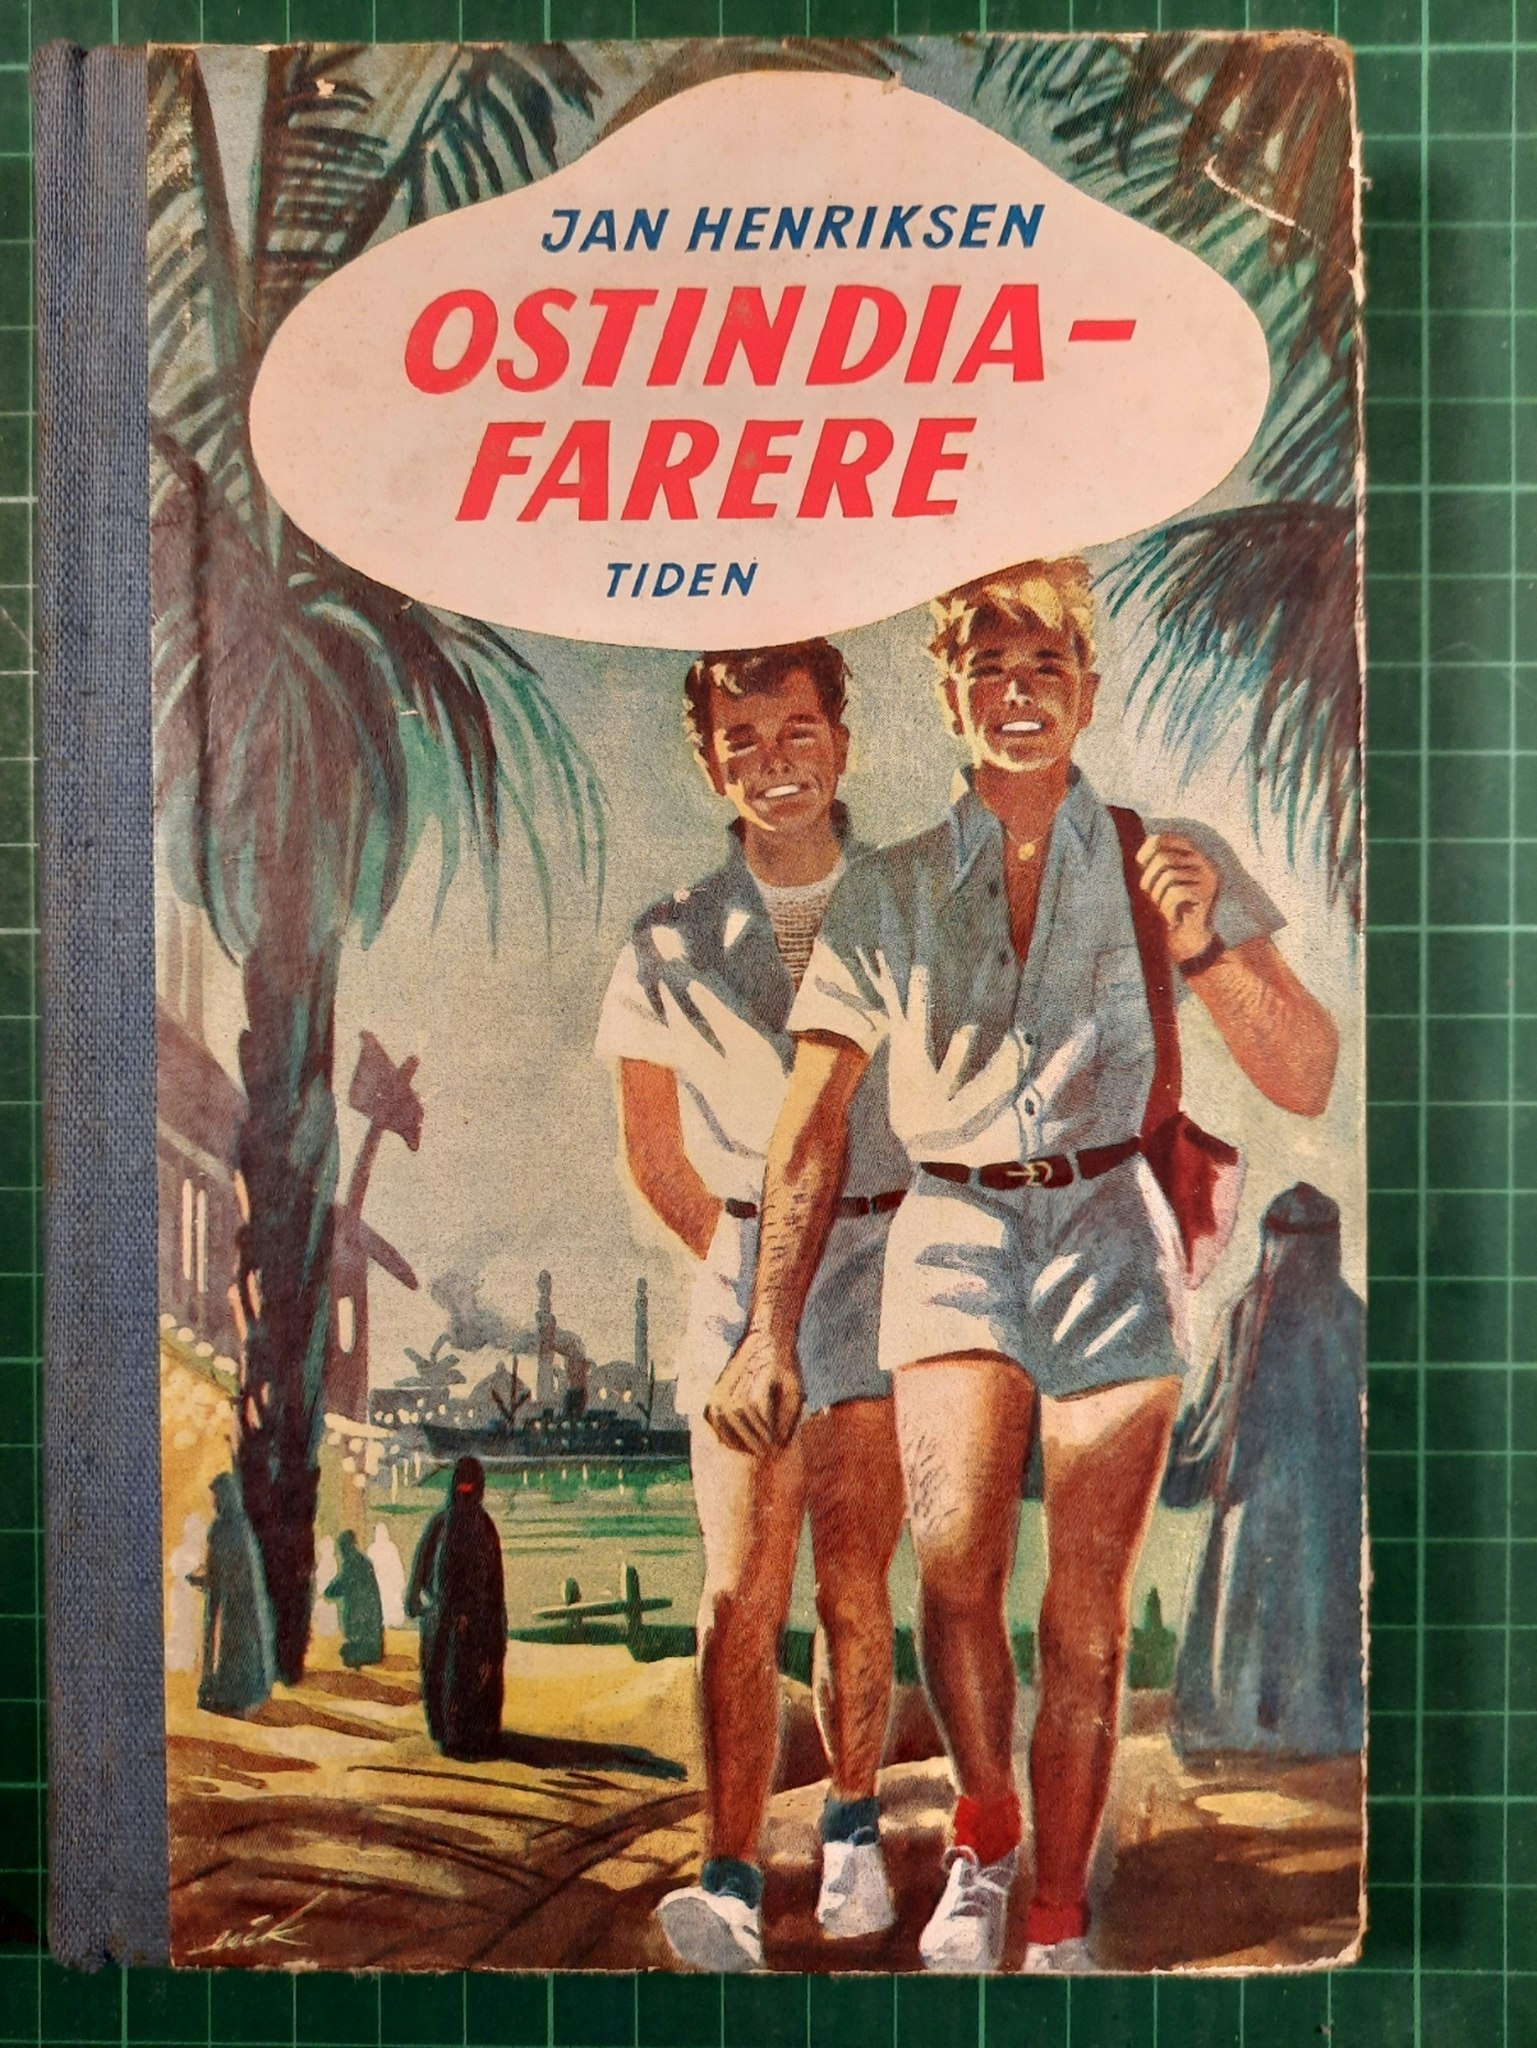 JAN HENRIKSEN
OSTINDIA-
FARERE
TIDEN